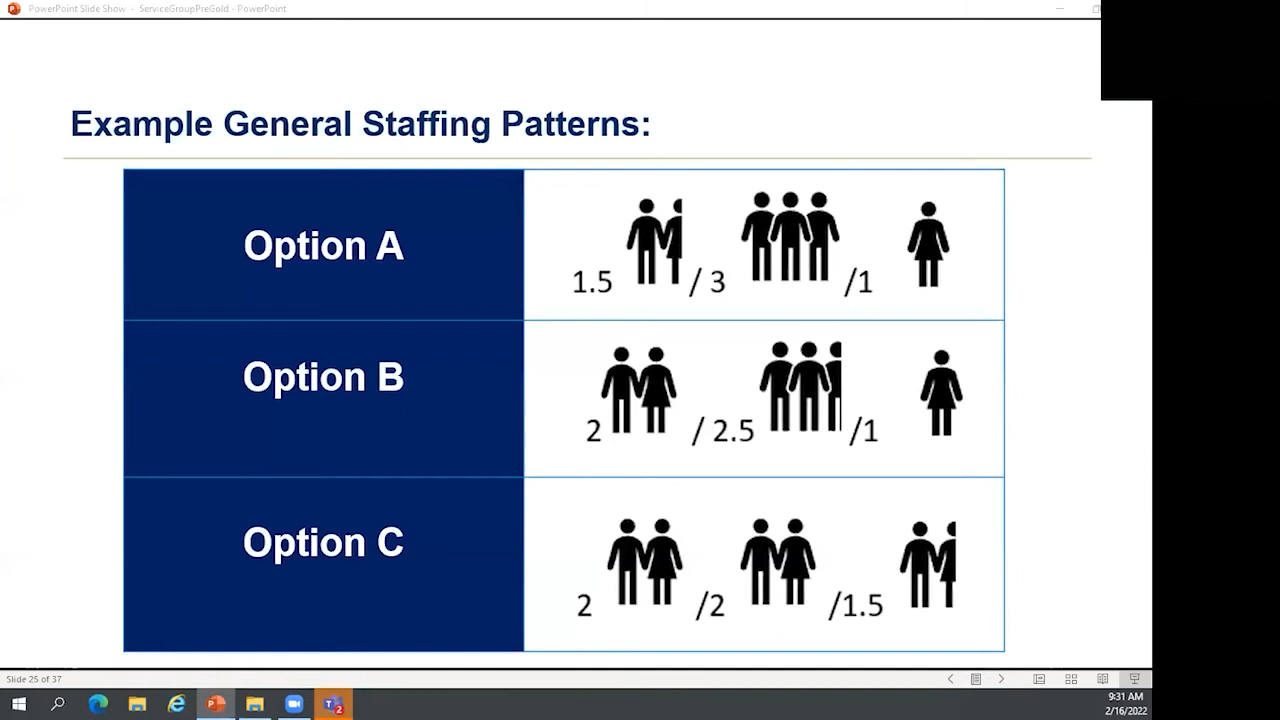 PowerPoint Slide Show - ServiceGroupPreGold - PowerPoint
Example General Staffing Patterns:
Option A
1.5 / 3 /1
Option B
2 / 2.5 /1
Option C
2 /2 /1.5
Slide 25 of 37
9:31 AM
2/16/2022
2